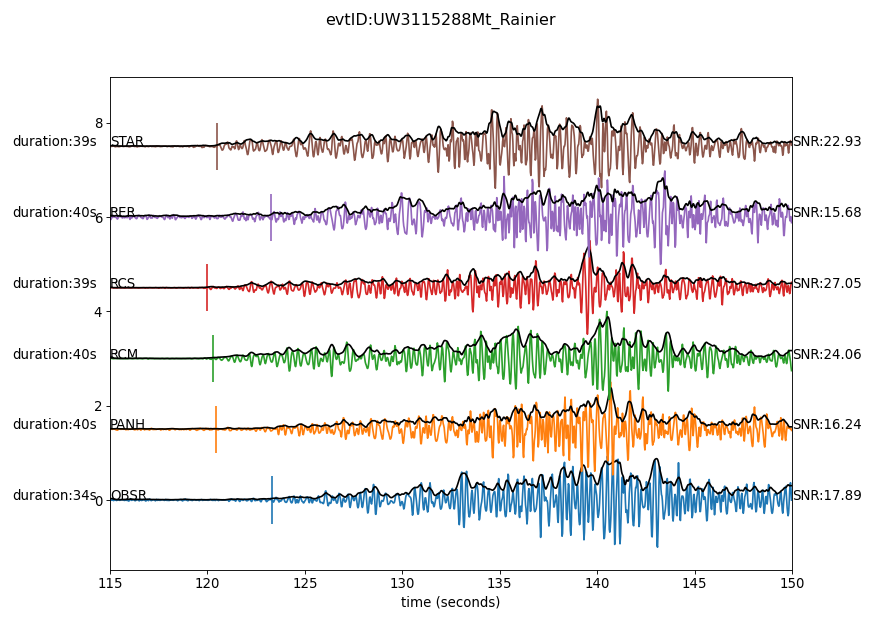 evtID:UW3115288Mt_Rainier
8
duration:39s STAR SNR:22.93
duration:40s RER SNR:15.68
6
duration:39s RCS SNR:27.05
4
duration:40s RCM SNR:24.06
2
duration:40s PANH SNR:16.24
duration:34s OBSR SNR:17.89
0
115 120 125 130 135 140 145 150
time (seconds)